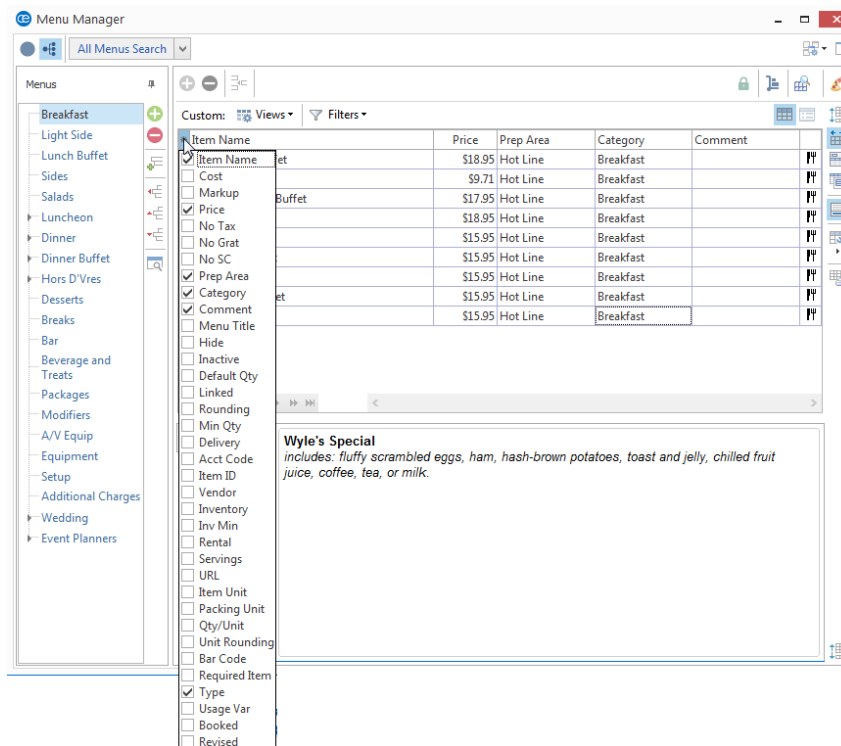 Menu Manager
All Menus Search
Menus
Breakfast
Light Side
Lunch Buffet
Sides
Salads
Luncheon
Dinner
Dinner Buffet
Hors D'Vres
Desserts
Breaks
Bar
Beverage and
Treats
Packages
Modifiers
A/V Equip
Equipment
Setup
Additional Charges
Wedding
Event Planners
Custom: Views Filters
Item Name Price Prep Area Category Comment
et $18.95 Hot Line Breakfast
$9.71 Hot Line Breakfast
Buffet $17.95 Hot Line Breakfast
$18.95 Hot Line Breakfast
$15.95 Hot Line Breakfast
$15.95 Hot Line Breakfast
$15.95 Hot Line Breakfast
et $15.95 Hot Line Breakfast
$15.95 Hot Line Breakfast
Item Name
Cost
Markup
Price
No Tax
No Grat
No SC
Prep Area
Category
Comment
Menu Title
Hide
Inactive
Default Qty
Linked
Rounding
Min Qty
Delivery
Acct Code
Item ID
Vendor
Inventory
Inv Min
Rental
Servings
URL
Item Unit
Packing Unit
Qty/Unit
Unit Rounding
Bar Code
Required Item
Type
Usage Var
Booked
Revised
Wyle's Special
includes: fluffy scrambled eggs, ham, hash-brown potatoes, toast and jelly, chilled fruit
juice, coffee, tea, or milk.